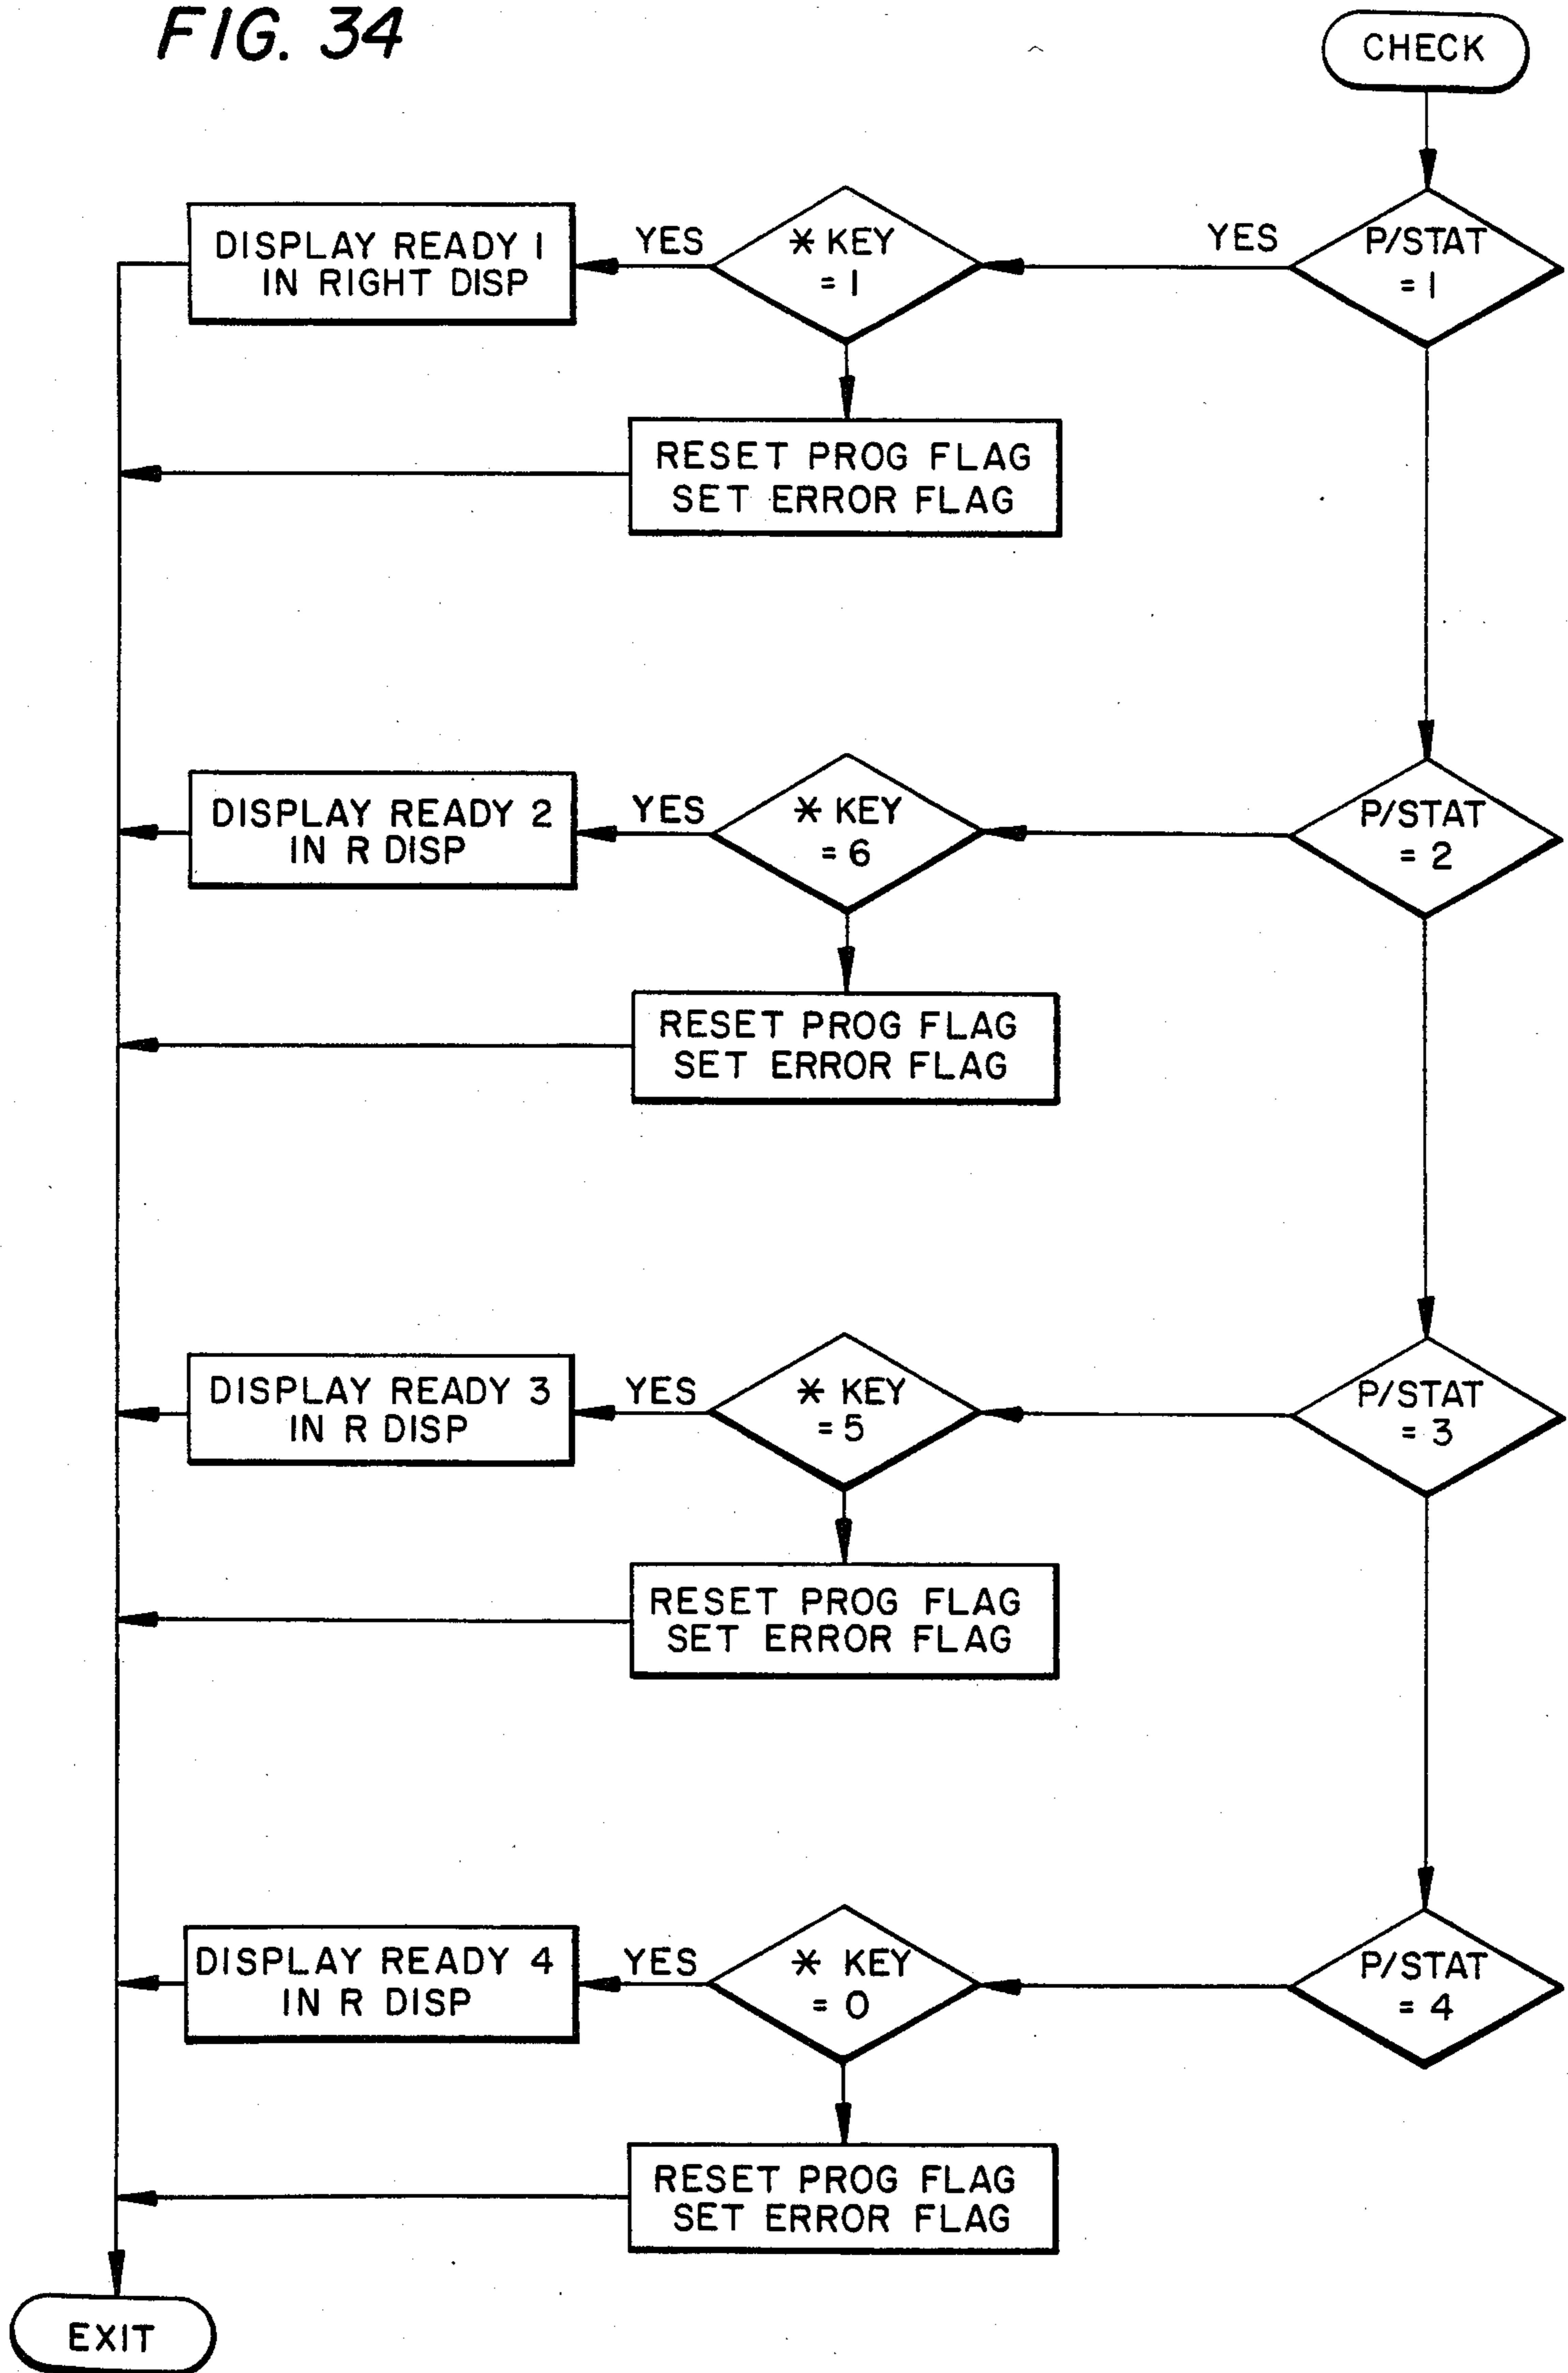 FIG. 34
CHECK
P/STAT
= 1
YES
* KEY
= 1
YES
DISPLAY READY 1
IN RIGHT DISP
RESET PROG FLAG
SET ERROR FLAG
P/STAT
= 2
* KEY
= 6
YES
DISPLAY READY 2
IN R DISP
RESET PROG FLAG
SET ERROR FLAG
P/STAT
= 3
* KEY
= 5
YES
DISPLAY READY 3
IN R DISP
RESET PROG FLAG
SET ERROR FLAG
P/STAT
= 4
* KEY
= 0
YES
DISPLAY READY 4
IN R DISP
RESET PROG FLAG
SET ERROR FLAG
EXIT